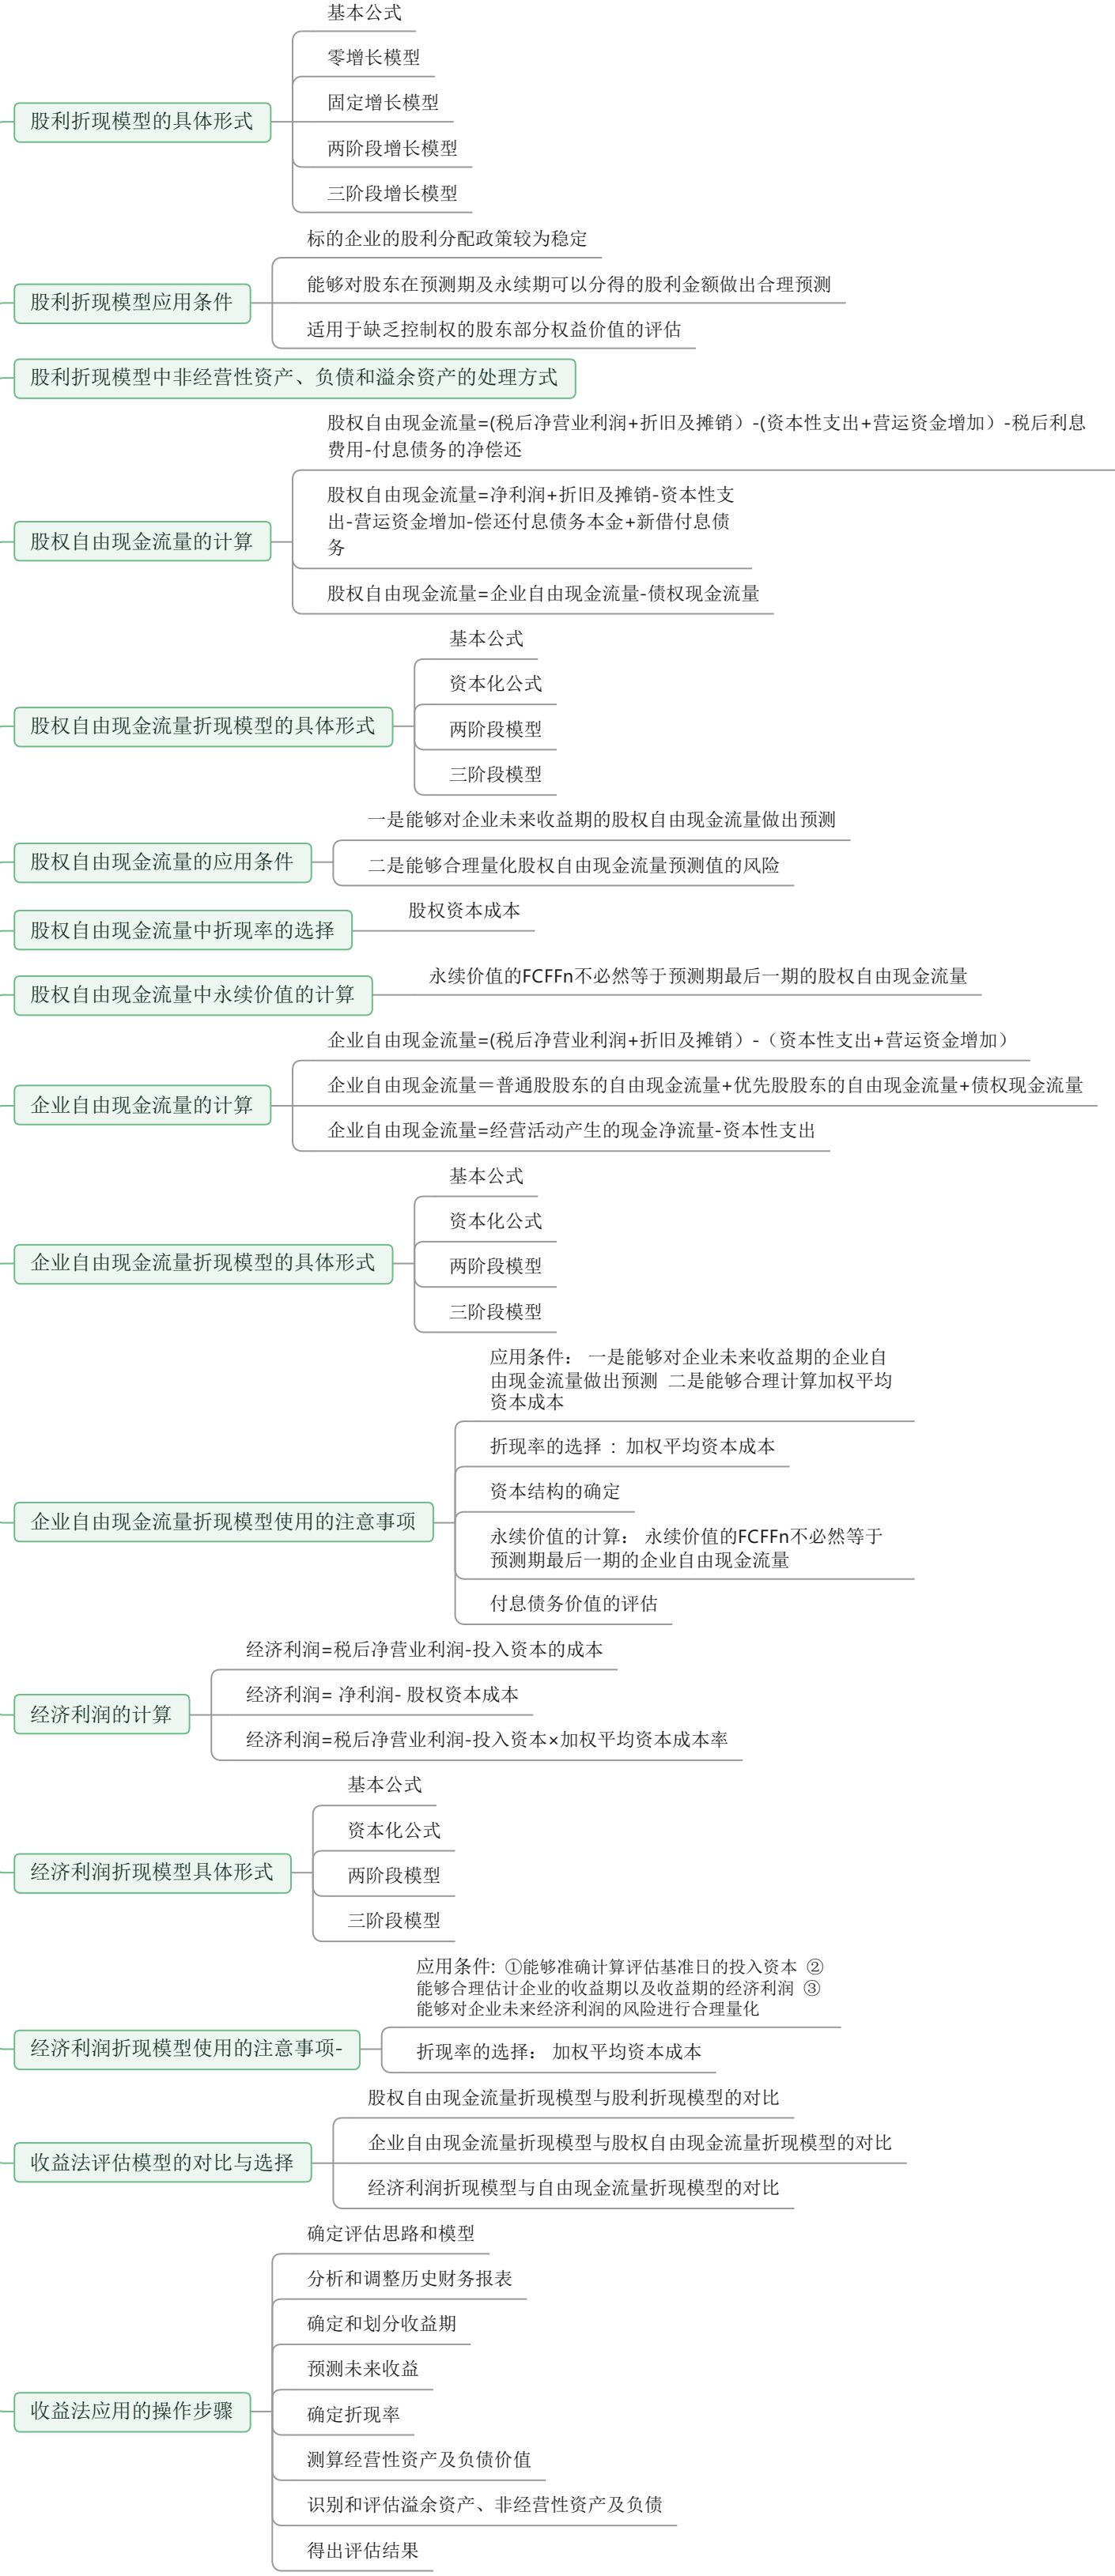 基本公式
零增长模型
股利折现模型的具体形式
固定增长模型
两阶段增长模型
三阶段增长模型
标的企业的股利分配政策较为稳定
股利折现模型应用条件
能够对股东在预测期及永续期可以分得的股利金额做出合理预测
适用于缺乏控制权的股东部分权益价值的评估
股利折现模型中非经营性资产、负债和溢余资产的处理方式
股权自由现金流量=(税后净营业利润+折旧及摊销）-(资本性支出+营运资金增加）-税后利息
费用-付息债务的净偿还
股权自由现金流量的计算
股权自由现金流量=净利润+折旧及摊销-资本性支
出-营运资金增加-偿还付息债务本金+新借付息债
务
股权自由现金流量=企业自由现金流量-债权现金流量
基本公式
资本化公式
股权自由现金流量折现模型的具体形式
两阶段模型
三阶段模型
一是能够对企业未来收益期的股权自由现金流量做出预测
股权自由现金流量的应用条件
二是能够合理量化股权自由现金流量预测值的风险
股权自由现金流量中折现率的选择
股权资本成本
股权自由现金流量中永续价值的计算
永续价值的FCFFn不必然等于预测期最后一期的股权自由现金流量
企业自由现金流量=(税后净营业利润+折旧及摊销）-（资本性支出+营运资金增加）
企业自由现金流量的计算
企业自由现金流量＝普通股股东的自由现金流量+优先股股东的自由现金流量+债权现金流量
企业自由现金流量=经营活动产生的现金净流量-资本性支出
基本公式
资本化公式
企业自由现金流量折现模型的具体形式
两阶段模型
三阶段模型
应用条件： 一是能够对企业未来收益期的企业自
由现金流量做出预测 二是能够合理计算加权平均
资本成本
折现率的选择 : 加权平均资本成本
企业自由现金流量折现模型使用的注意事项
资本结构的确定
永续价值的计算： 永续价值的FCFFn不必然等于
预测期最后一期的企业自由现金流量
付息债务价值的评估
经济利润=税后净营业利润-投入资本的成本
经济利润的计算
经济利润= 净利润- 股权资本成本
经济利润=税后净营业利润-投入资本×加权平均资本成本率
基本公式
资本化公式
经济利润折现模型具体形式
两阶段模型
三阶段模型
应用条件: ①能够准确计算评估基准日的投入资本 ②
能够合理估计企业的收益期以及收益期的经济利润 ③
能够对企业未来经济利润的风险进行合理量化
经济利润折现模型使用的注意事项-
折现率的选择： 加权平均资本成本
股权自由现金流量折现模型与股利折现模型的对比
收益法评估模型的对比与选择
企业自由现金流量折现模型与股权自由现金流量折现模型的对比
经济利润折现模型与自由现金流量折现模型的对比
确定评估思路和模型
分析和调整历史财务报表
确定和划分收益期
预测未来收益
收益法应用的操作步骤
确定折现率
测算经营性资产及负债价值
识别和评估溢余资产、非经营性资产及负债
得出评估结果